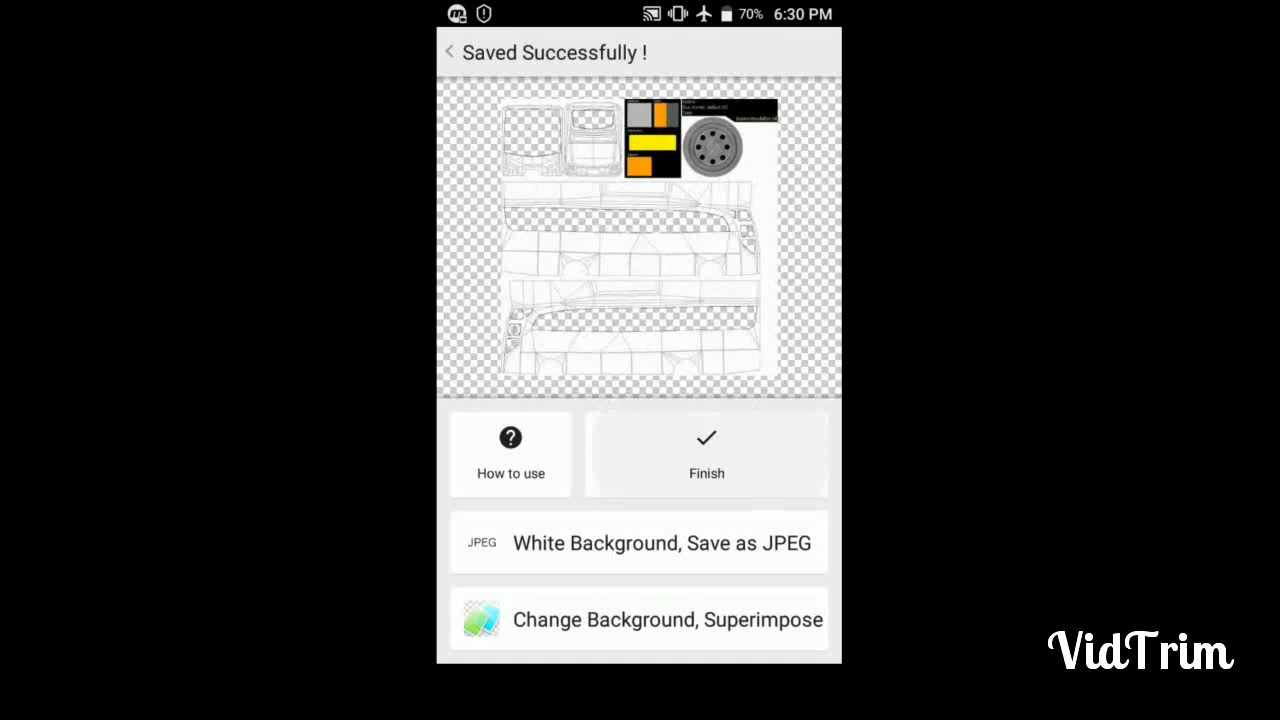 70% 6:30 PM
Saved Successfully !
How to use
Finish
JPEG White Background, Save as JPEG
Change Background, Superimpose
VidTrim